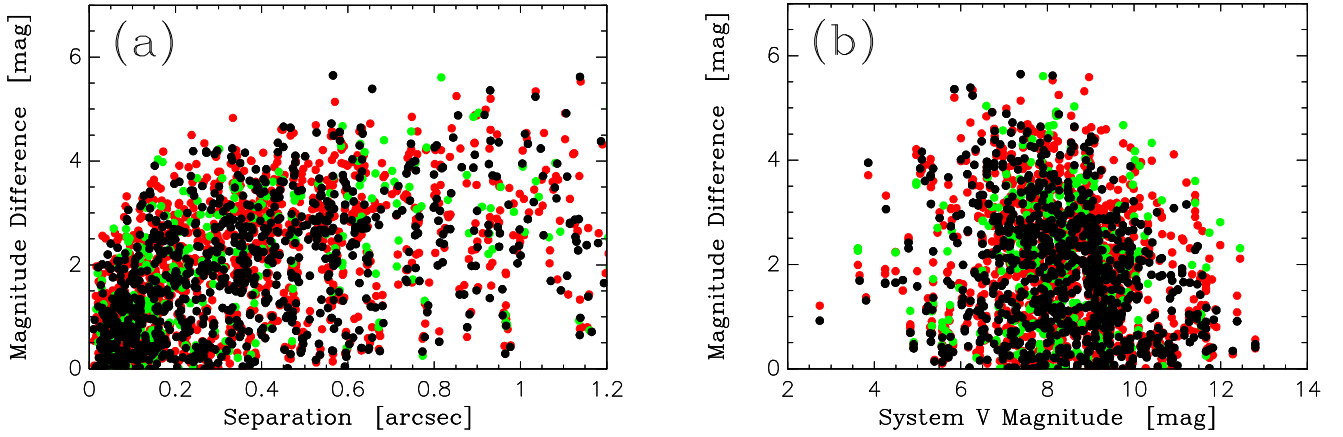 (a)
Magnitude Difference [mag]
6
4
2
0
0 0.2 0.4 0.6 0.8 1 1.2
Separation [arcsec]
(b)
Magnitude Difference [mag]
6
4
2
0
2 4 6 8 10 12 14
System V Magnitude [mag]